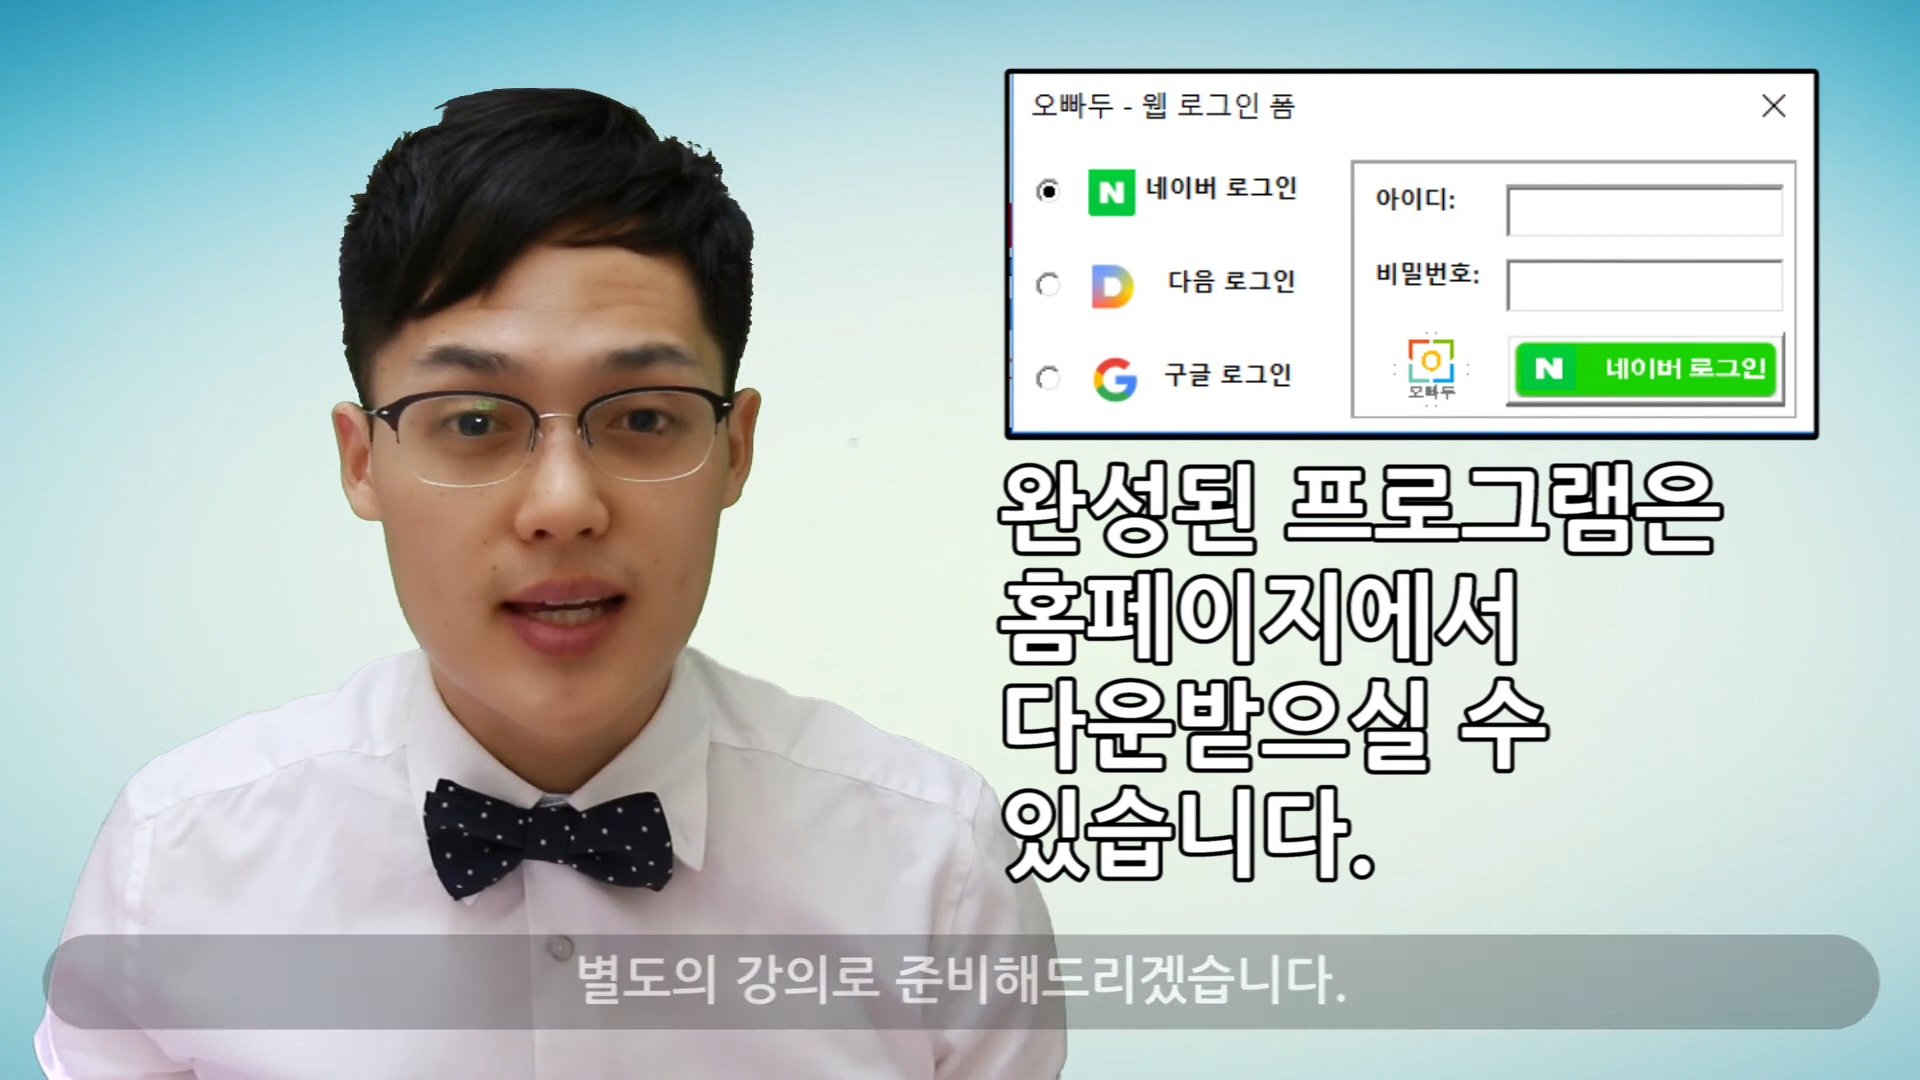 오빠두 - 웹 로그인 폼
N 네이버 로그인
D 다음 로그인
G 구글 로그인
아이디:
비밀번호:
오빠두
N 네이버 로그인
완성된 프로그램은
홈페이지에서
다운받으실 수
있습니다.
별도의 강의로 준비해드리겠습니다.